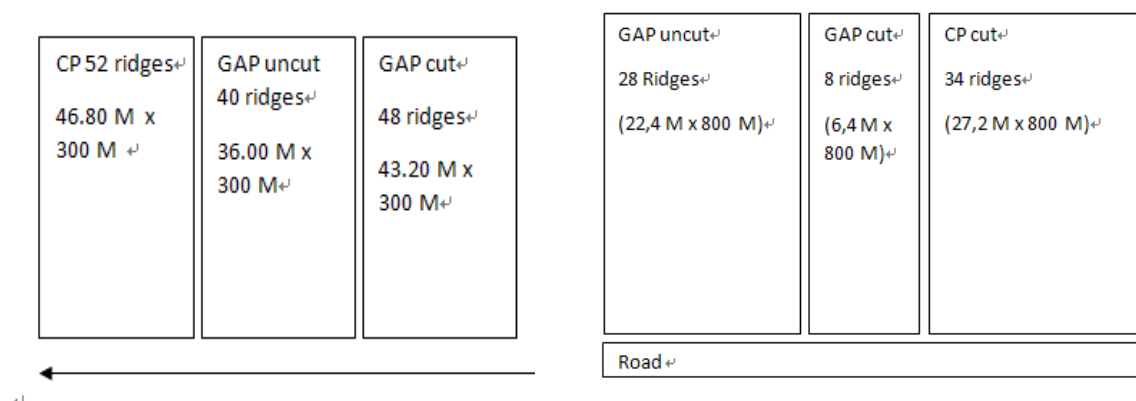 CP 52 ridges↵
46.80 M x
300 M ↵
GAP uncut
40 ridges↵
36.00 M x
300 M↵
GAP cut↵
48 ridges↵
43.20 M x
300 M↵
↵
GAP uncut↵
28 Ridges↵
(22,4 M x 800 M)↵
GAP cut↵
8 ridges↵
(6,4 M x
800 M)↵
CP cut↵
34 ridges↵
(27,2 M x 800 M)↵
Road↵